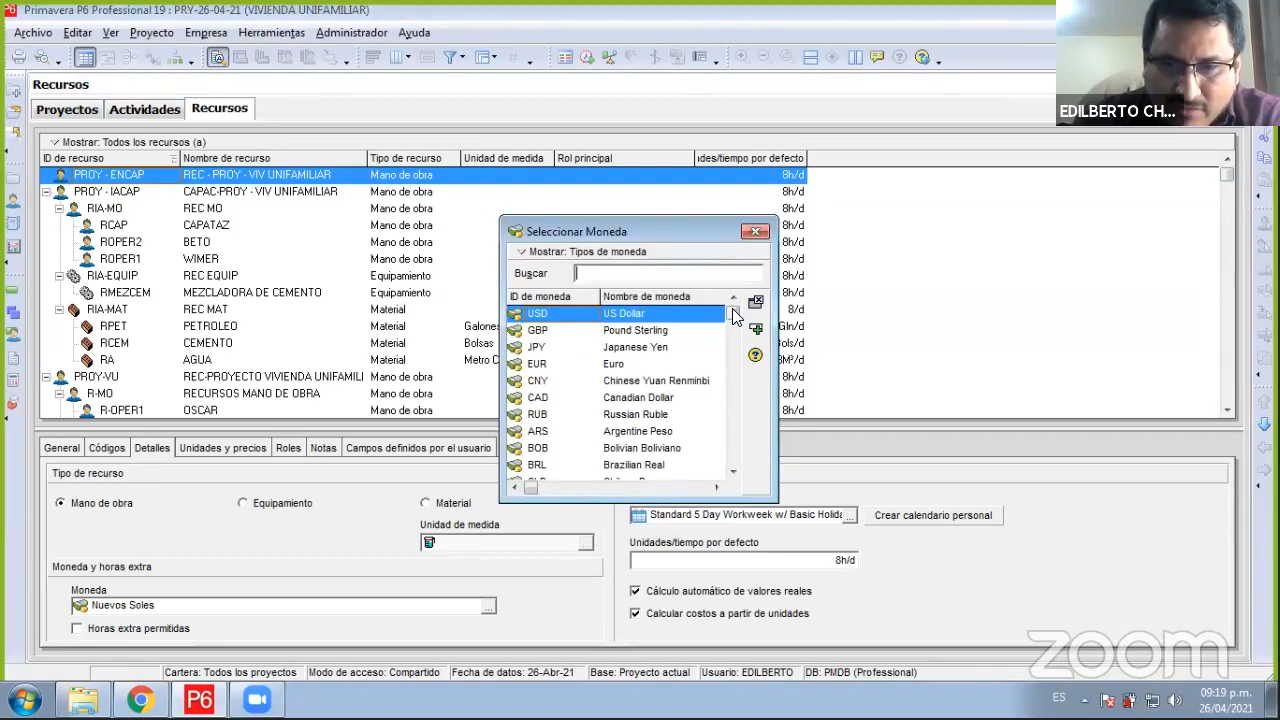 Primavera P6 Professional 19 : PRY-26-04-21 (VIVIENDA UNIFAMILIAR)
Archivo Editar Ver Proyecto Empresa Herramientas Administrador Ayuda
EDILBERTO CH...
Recursos
Proyectos Actividades Recursos
Mostrar: Todos los recursos (a)
ID de recurso Nombre de recurso Tipo de recurso Unidad de medida Rol principal ides/tiempo por defecto
PROY - ENCAP REC - PROY - VIV UNIFAMILIAR Mano de obra 8h/d
PROY - IACAP CAPAC-PROY - VIV UNIFAMILIAR Mano de obra 8h/d
RIA-MO REC MO Mano de obra 8h/d
RCAP CAPATAZ Mano de obra 8h/d
ROPER2 BETO Mano de obra 8h/d
ROPER1 WIMER Mano de obra 8h/d
RIA-EQUIP REC EQUIP Equipamiento 8h/d
RMEZCEM MEZCLADORA DE CEMENTO Equipamiento 8h/d
RIA-MAT REC MAT Material 8/d
RPET PETROLEO Material Galones
RCEM CEMENTO Material Bolsas
RA AGUA Material Metro C 8M³/d
PROY-VU REC-PROYECTO VIVIENDA UNIFAMILI Mano de obra 8h/d
R-MO RECURSOS MANO DE OBRA Mano de obra 8h/d
R-OPER1 OSCAR Mano de obra 8h/d
Seleccionar Moneda
Mostrar: Tipos de moneda
Buscar
ID de moneda Nombre de moneda
USD US Dollar
GBP Pound Sterling
JPY Japanese Yen
EUR Euro
CNY Chinese Yuan Renminbi
CAD Canadian Dollar
RUB Russian Ruble
ARS Argentine Peso
BOB Bolivian Boliviano
BRL Brazilian Real
General Códigos Detalles Unidades y precios Roles Notas Campos definidos por el usuario
Tipo de recurso
Mano de obra Equipamiento Material
Unidad de medida
Standard 5 Day Workweek w/ Basic Holida ... Crear calendario personal
Unidades/tiempo por defecto
8h/d
Moneda y horas extra
Moneda
Nuevos Soles ...
Horas extra permitidas
Cálculo automático de valores reales
Calcular costos a partir de unidades
zoom
Cartera: Todos los proyectos Modo de acceso: Compartido Fecha de datos: 26-Abr-21 Base: Proyecto actual Usuario: EDILBERTO DB: PMDB (Professional)
P6
ES
09:19 p.m.
26/04/2021